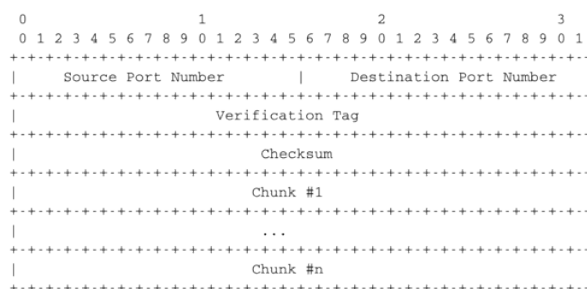 0 1 2 3
0 1 2 3 4 5 6 7 8 9 0 1 2 3 4 5 6 7 8 9 0 1 2 3 4 5 6 7 8 9 0 1
+-+-+-+-+-+-+-+-+-+-+-+-+-+-+-+-+-+-+-+-+-+-+-+-+-+-+-+-+-+-+-+-
| Source Port Number | Destination Port Number
+-+-+-+-+-+-+-+-+-+-+-+-+-+-+-+-+-+-+-+-+-+-+-+-+-+-+-+-+-+-+-+-
| Verification Tag
+-+-+-+-+-+-+-+-+-+-+-+-+-+-+-+-+-+-+-+-+-+-+-+-+-+-+-+-+-+-+-+-
| Checksum
+-+-+-+-+-+-+-+-+-+-+-+-+-+-+-+-+-+-+-+-+-+-+-+-+-+-+-+-+-+-+-+-
| Chunk #1
+-+-+-+-+-+-+-+-+-+-+-+-+-+-+-+-+-+-+-+-+-+-+-+-+-+-+-+-+-+-+-+-
| ...
+-+-+-+-+-+-+-+-+-+-+-+-+-+-+-+-+-+-+-+-+-+-+-+-+-+-+-+-+-+-+-+-
| Chunk #n
+-+-+-+-+-+-+-+-+-+-+-+-+-+-+-+-+-+-+-+-+-+-+-+-+-+-+-+-+-+-+-+-